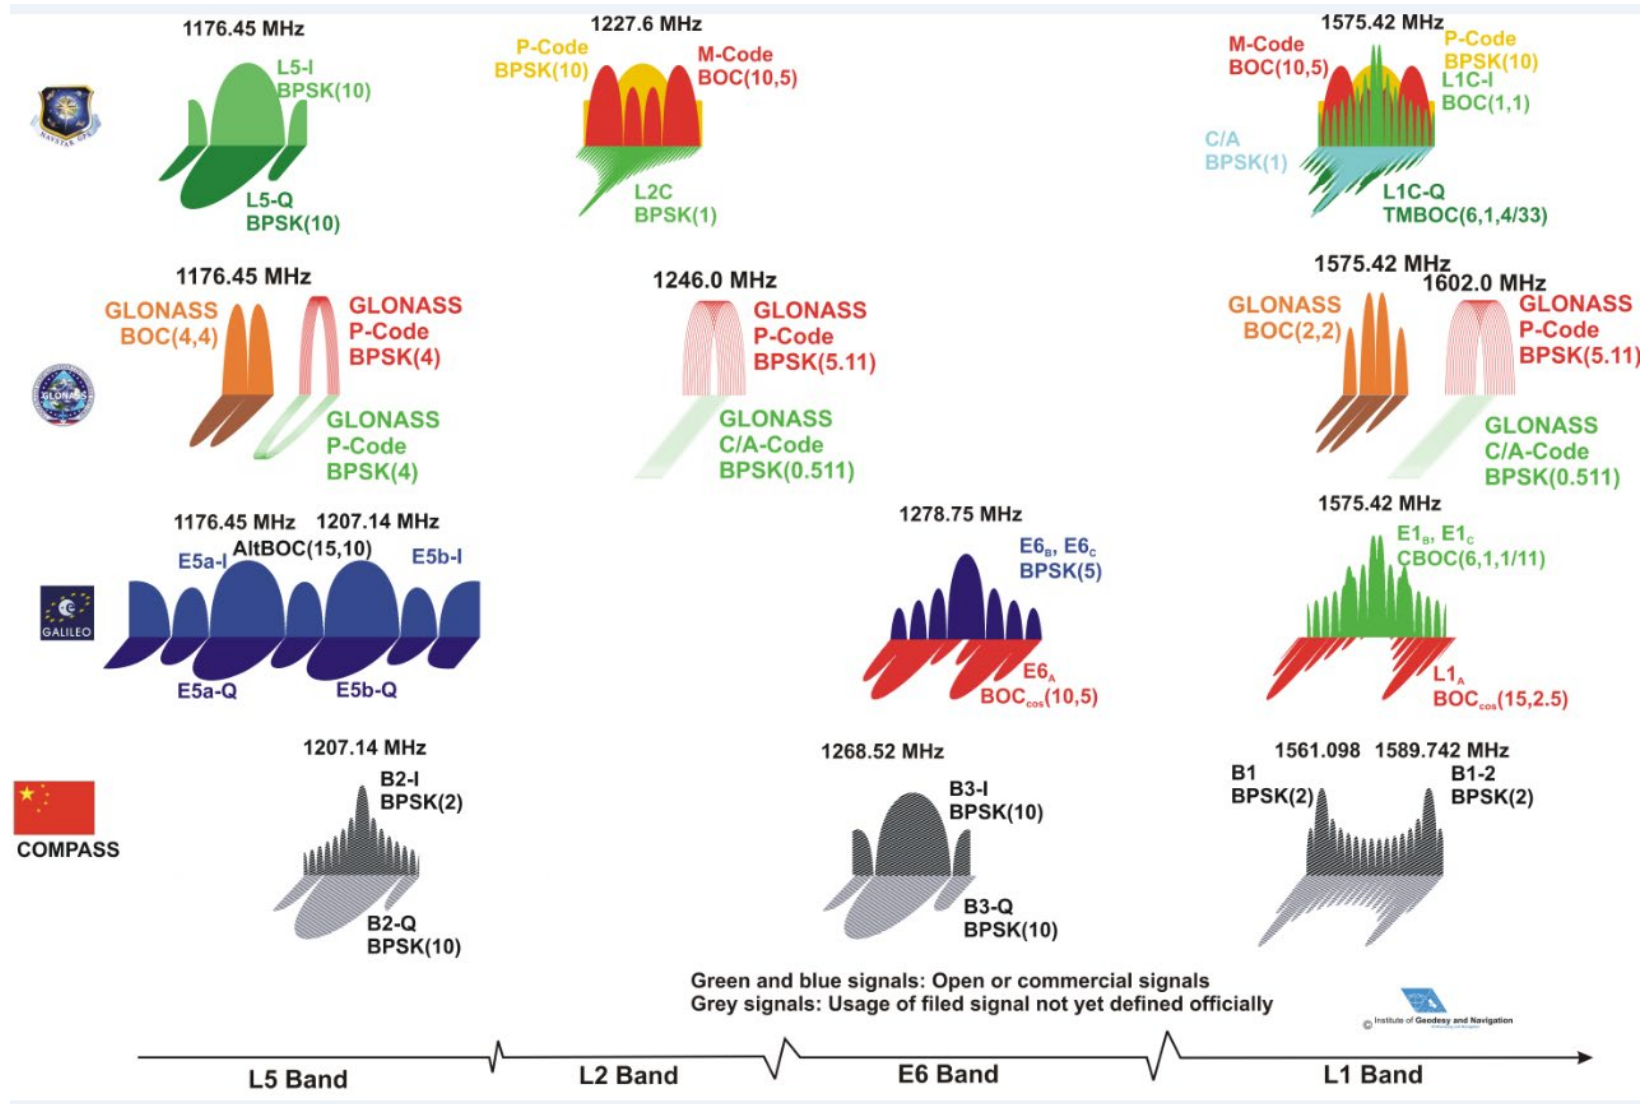 1176.45 MHz
L5-I
BPSK(10)
L5-Q
BPSK(10)
1227.6 MHz
P-Code
BPSK(10)
M-Code
BOC(10,5)
L2C
BPSK(1)
1575.42 MHz
M-Code
BOC(10,5)
P-Code
BPSK(10)
L1C-I
BOC(1,1)
C/A
BPSK(1)
L1C-Q
TMBOC(6,1,4/33)
NAVSTAR GPS
1176.45 MHz
GLONASS
BOC(4,4)
GLONASS
P-Code
BPSK(4)
GLONASS
P-Code
BPSK(4)
1246.0 MHz
GLONASS
P-Code
BPSK(5.11)
GLONASS
C/A-Code
BPSK(0.511)
1575.42 MHz
1602.0 MHz
GLONASS
BOC(2,2)
GLONASS
P-Code
BPSK(5.11)
GLONASS
C/A-Code
BPSK(0.511)
GLONASS
1176.45 MHz 1207.14 MHz
AltBOC(15,10)
E5a-I
E5b-I
E5a-Q
E5b-Q
1278.75 MHz
E6B, E6C
BPSK(5)
E6A
BOCcos(10,5)
1575.42 MHz
E1B, E1C
CBOC(6,1,1/11)
L1A
BOCcos(15,2.5)
GALILEO
1207.14 MHz
B2-I
BPSK(2)
B2-Q
BPSK(10)
1268.52 MHz
B3-I
BPSK(10)
B3-Q
BPSK(10)
1561.098 1589.742 MHz
B1
BPSK(2)
B1-2
BPSK(2)
COMPASS
Green and blue signals: Open or commercial signals
Grey signals: Usage of filed signal not yet defined officially
© Institute of Geodesy and Navigation
L5 Band
L2 Band
E6 Band
L1 Band